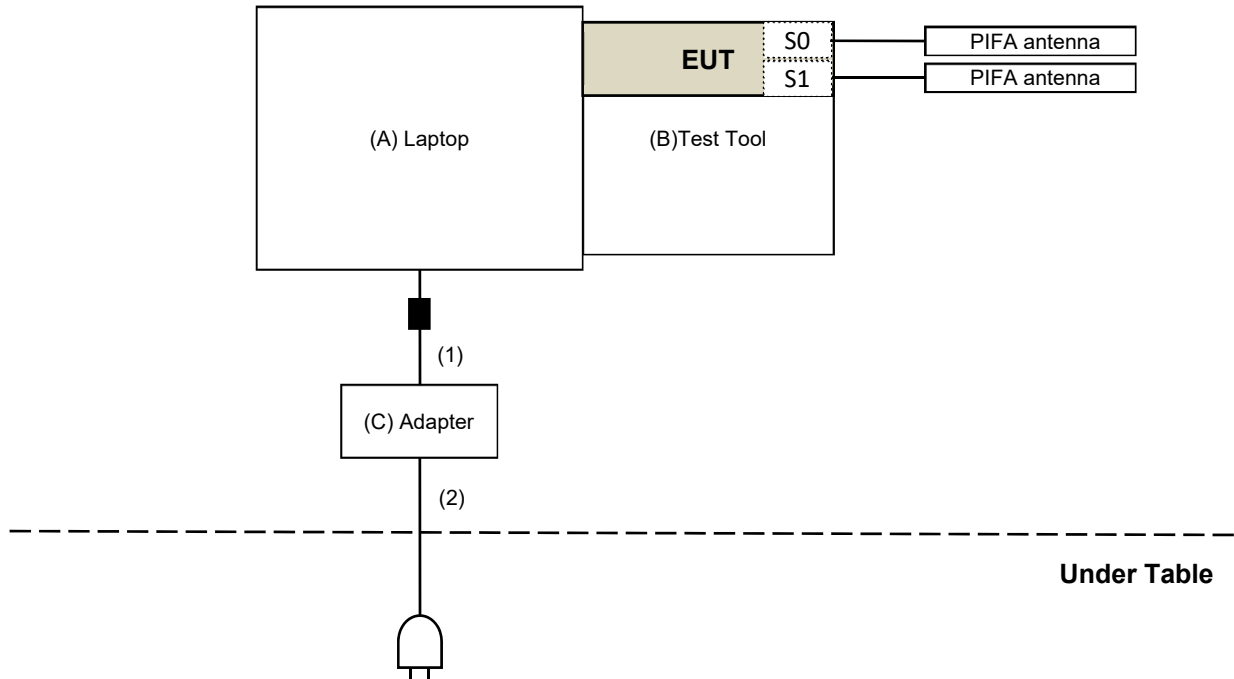 S0
PIFA antenna
EUT
S1
PIFA antenna
(A) Laptop
(B)Test Tool
(1)
(C) Adapter
(2)
Under Table